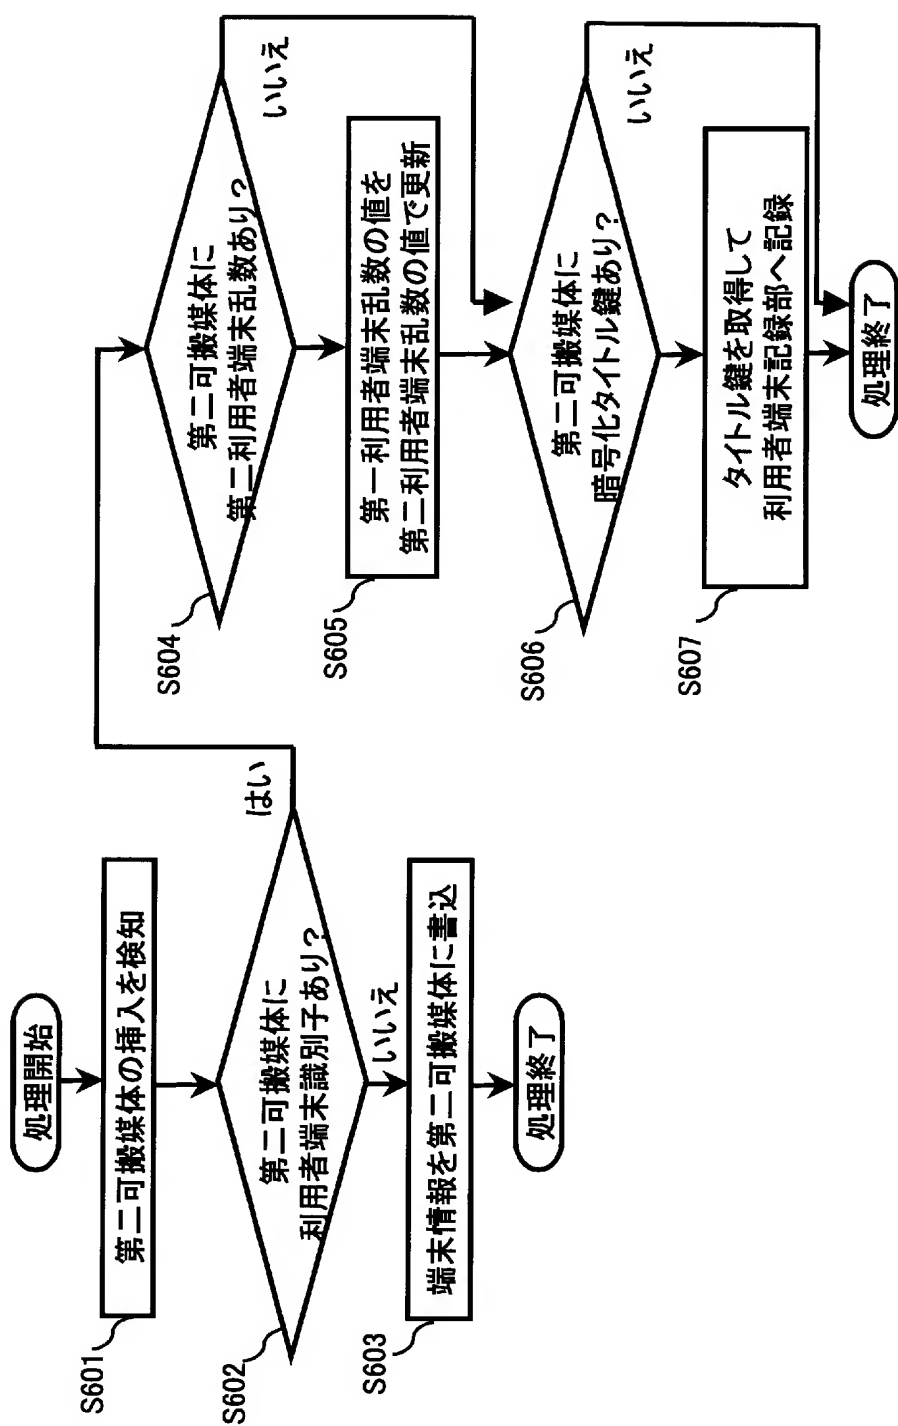 処理開始
S601
第二可搬媒体の挿入を検知
S602
第二可搬媒体に
利用者端末識別子あり?
はい
いいえ
S603
端末情報を第二可搬媒体に書込
処理終了
S604
第二可搬媒体に
第二利用者端末乱数あり?
いいえ
S605
第一利用者端末乱数の値を
第二利用者端末乱数の値で更新
S606
第二可搬媒体に
暗号化タイトル鍵あり?
いいえ
S607
タイトル鍵を取得して
利用者端末記録部へ記録
処理終了